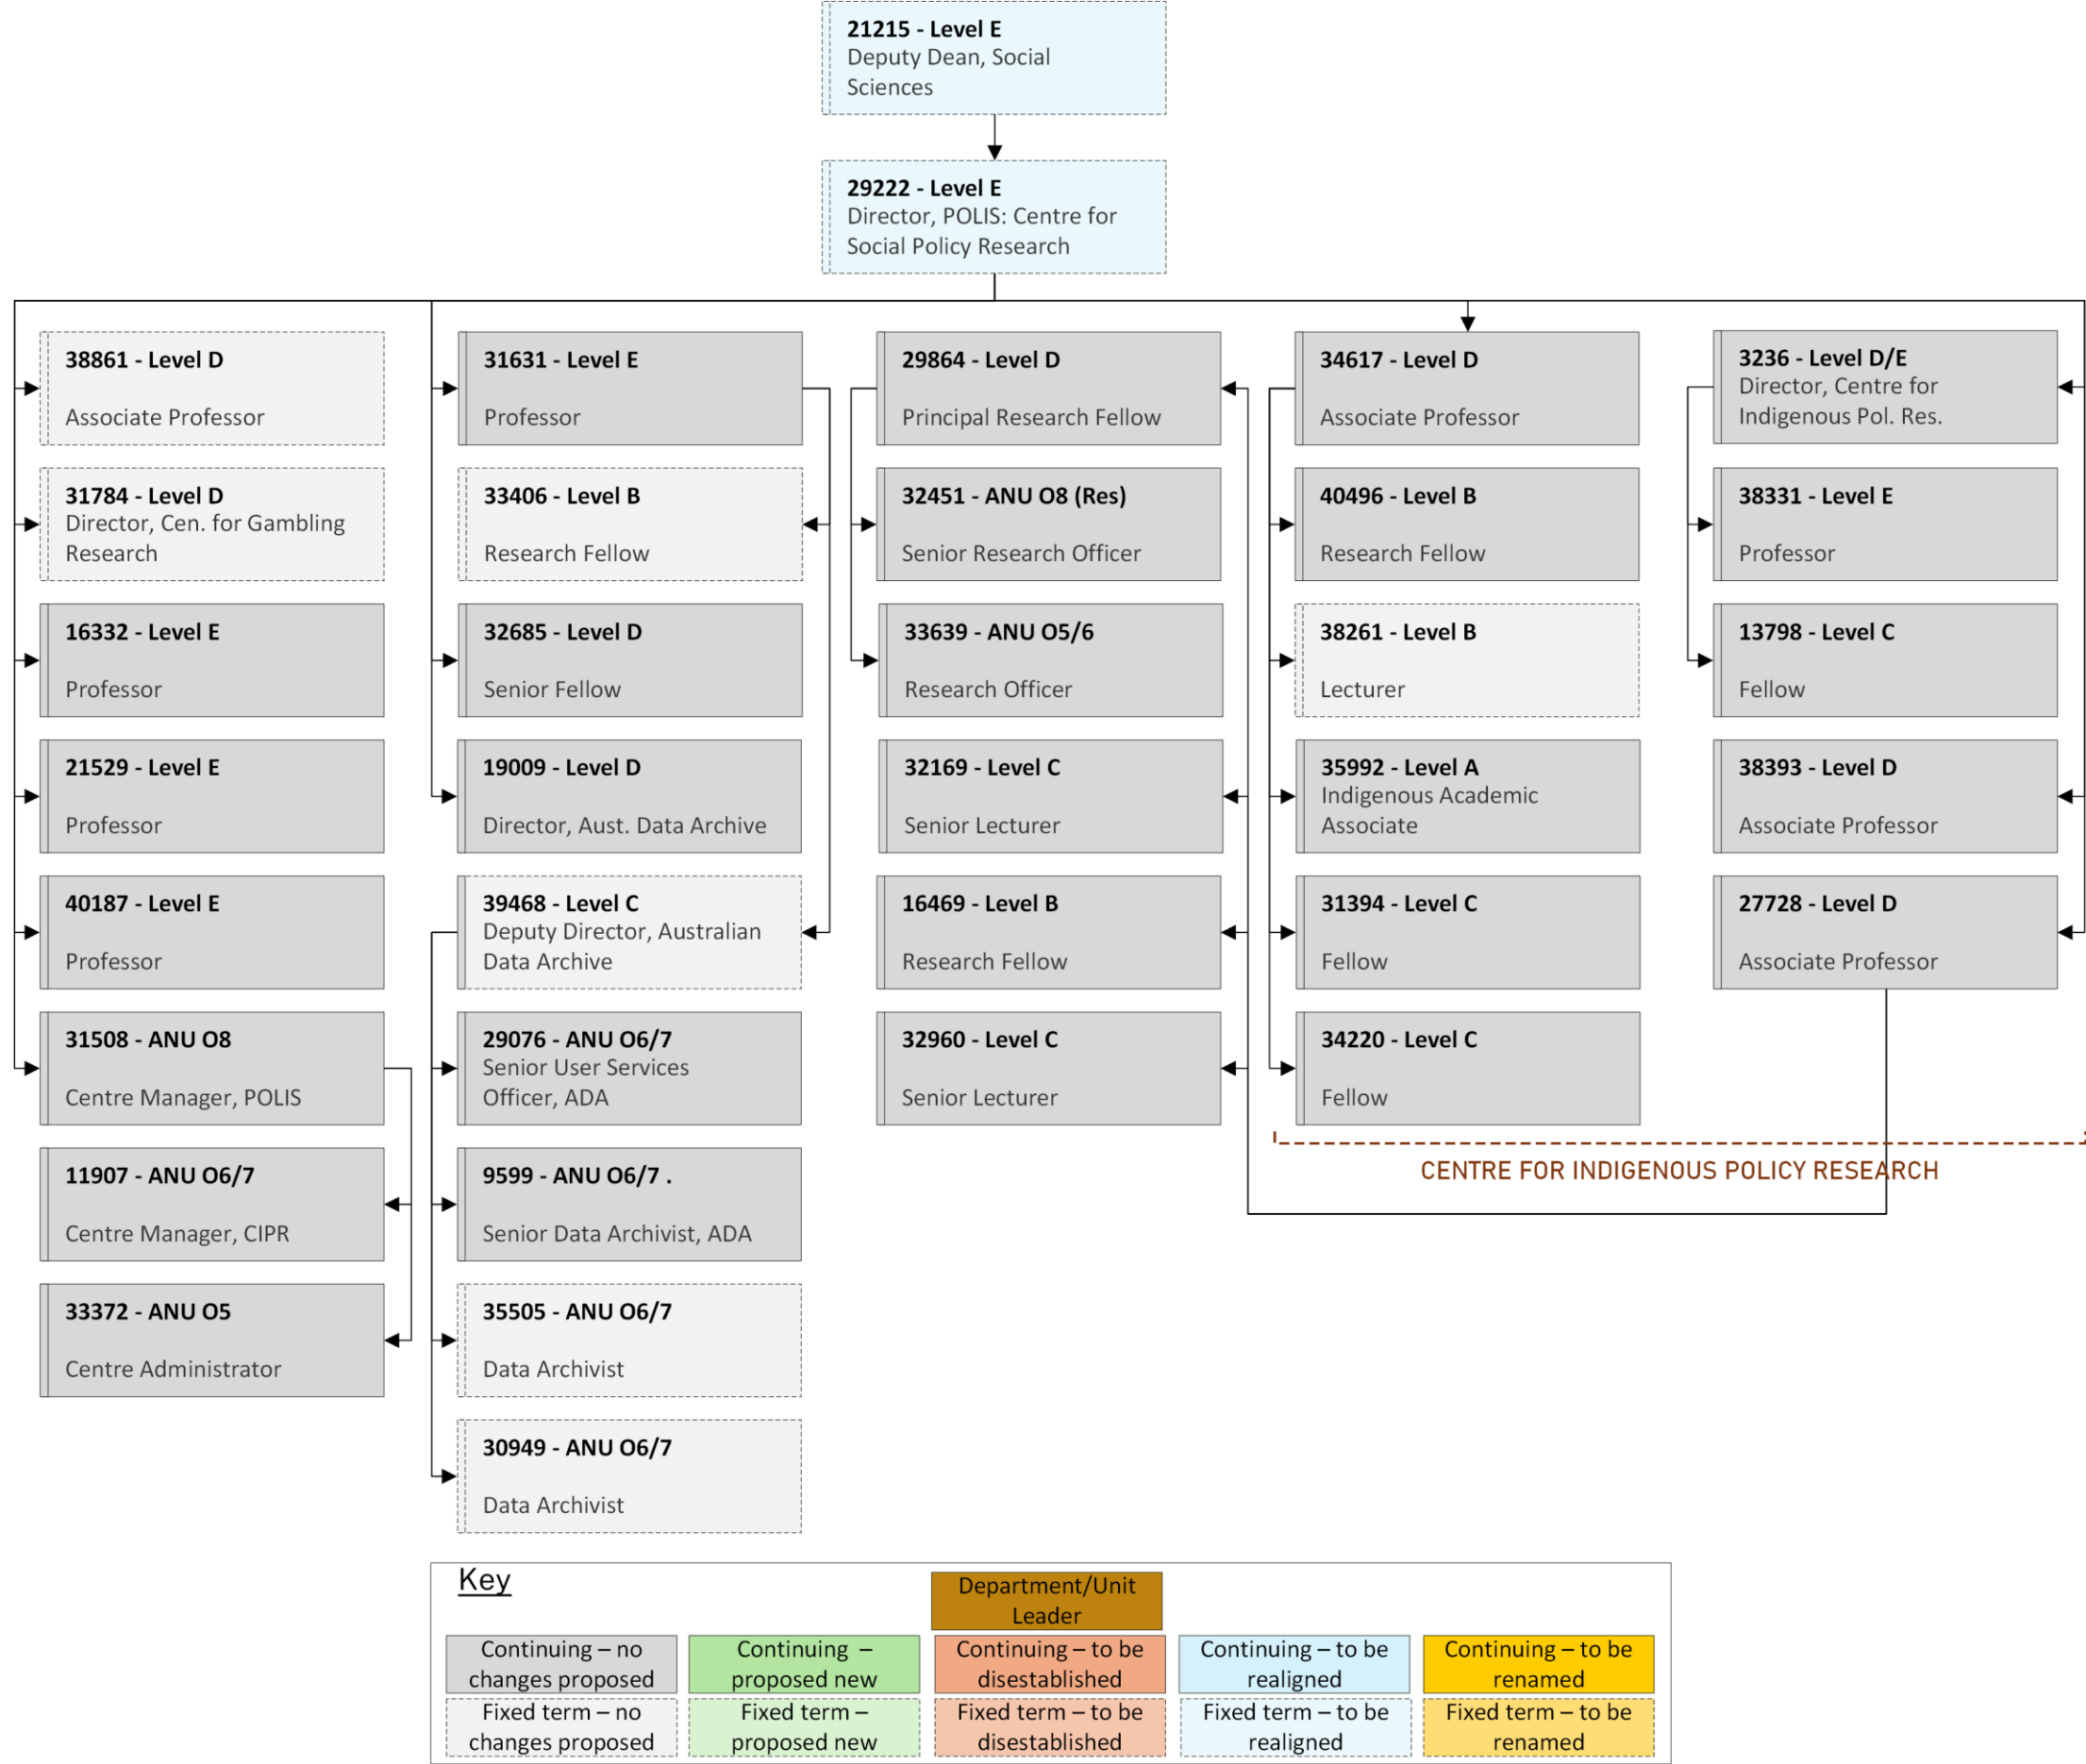 21215 - Level E
Deputy Dean, Social
Sciences
29222 - Level E
Director, POLIS: Centre for
Social Policy Research
38861 - Level D
Associate Professor
31784 - Level D
Director, Cen. for Gambling
Research
16332 - Level E
Professor
21529 - Level E
Professor
40187 - Level E
Professor
31508 - ANU O8
Centre Manager, POLIS
11907 - ANU O6/7
Centre Manager, CIPR
33372 - ANU O5
Centre Administrator
31631 - Level E
Professor
33406 - Level B
Research Fellow
32685 - Level D
Senior Fellow
19009 - Level D
Director, Aust. Data Archive
39468 - Level C
Deputy Director, Australian
Data Archive
29076 - ANU O6/7
Senior User Services
Officer, ADA
9599 - ANU O6/7 .
Senior Data Archivist, ADA
35505 - ANU O6/7
Data Archivist
30949 - ANU O6/7
Data Archivist
29864 - Level D
Principal Research Fellow
32451 - ANU O8 (Res)
Senior Research Officer
33639 - ANU O5/6
Research Officer
32169 - Level C
Senior Lecturer
16469 - Level B
Research Fellow
32960 - Level C
Senior Lecturer
34617 - Level D
Associate Professor
40496 - Level B
Research Fellow
38261 - Level B
Lecturer
35992 - Level A
Indigenous Academic
Associate
31394 - Level C
Fellow
34220 - Level C
Fellow
3236 - Level D/E
Director, Centre for
Indigenous Pol. Res.
38331 - Level E
Professor
13798 - Level C
Fellow
38393 - Level D
Associate Professor
27728 - Level D
Associate Professor
CENTRE FOR INDIGENOUS POLICY RESEARCH
Key
Department/Unit
Leader
Continuing – no
changes proposed
Continuing –
proposed new
Continuing – to be
disestablished
Continuing – to be
realigned
Continuing – to be
renamed
Fixed term – no
changes proposed
Fixed term –
proposed new
Fixed term – to be
disestablished
Fixed term – to be
realigned
Fixed term – to be
renamed